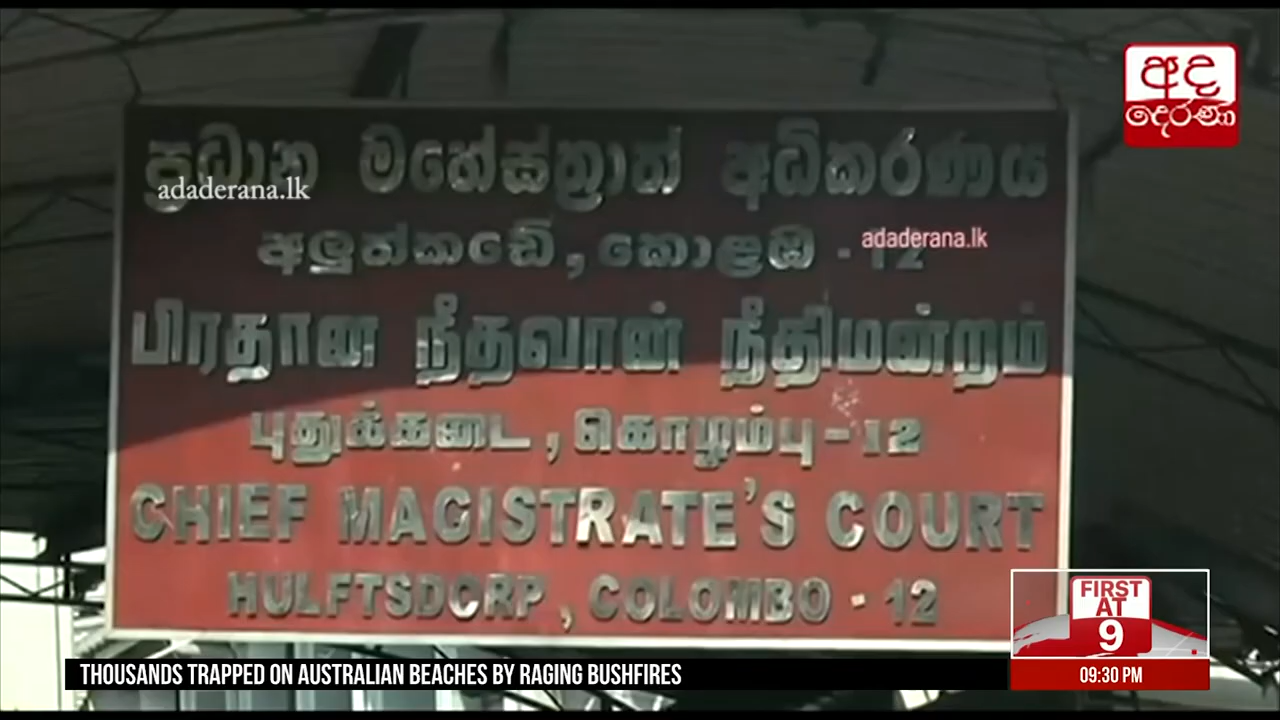 අද
දෙරණ
ප්‍රධාන මහේස්ත්‍රාත් අධිකරණය
adaderana.lk
අලුත්කඩේ, කොළඹ - 12
adaderana.lk
பிரதான நீதவான் நீதிமன்றம்
புதுக்கடை, கொழும்பு - 12
CHIEF MAGISTRATE'S COURT
HULFTSDORP, COLOMBO - 12
FIRST
AT
9
THOUSANDS TRAPPED ON AUSTRALIAN BEACHES BY RAGING BUSHFIRES
09:30 PM